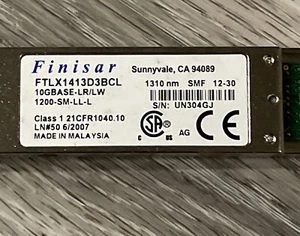 Finisar Sunnyvale, CA 94089
FTLX1413D3BCL
10GBASE-LR/LW 1310 nm SMF 12-30
1200-SM-LL-L S/N: UN304GJ
Class 1 21CFR1040.10
LN#50 6/2007
MADE IN MALAYSIA AG